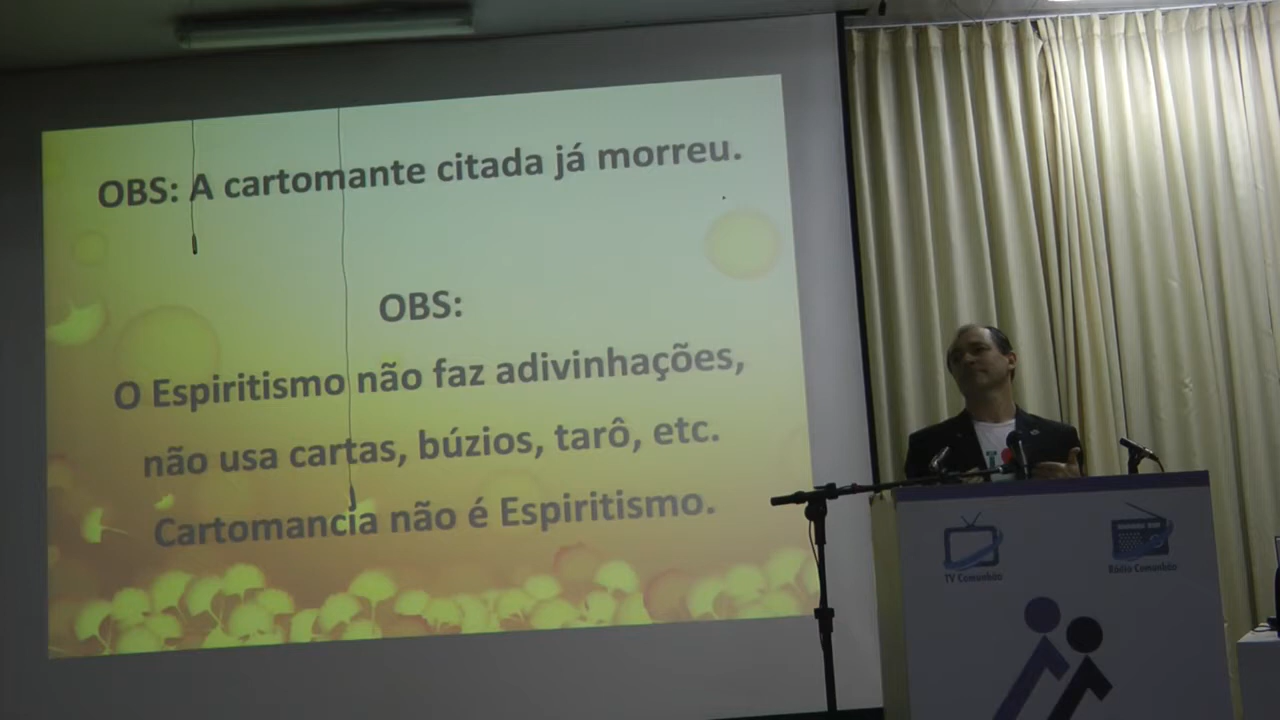 OBS: A cartomante citada já morreu.
OBS:
O Espiritismo não faz adivinhações,
não usa cartas, búzios, tarô, etc.
Cartomancia não é Espiritismo.
TV Comunhão
Rádio Comunhão